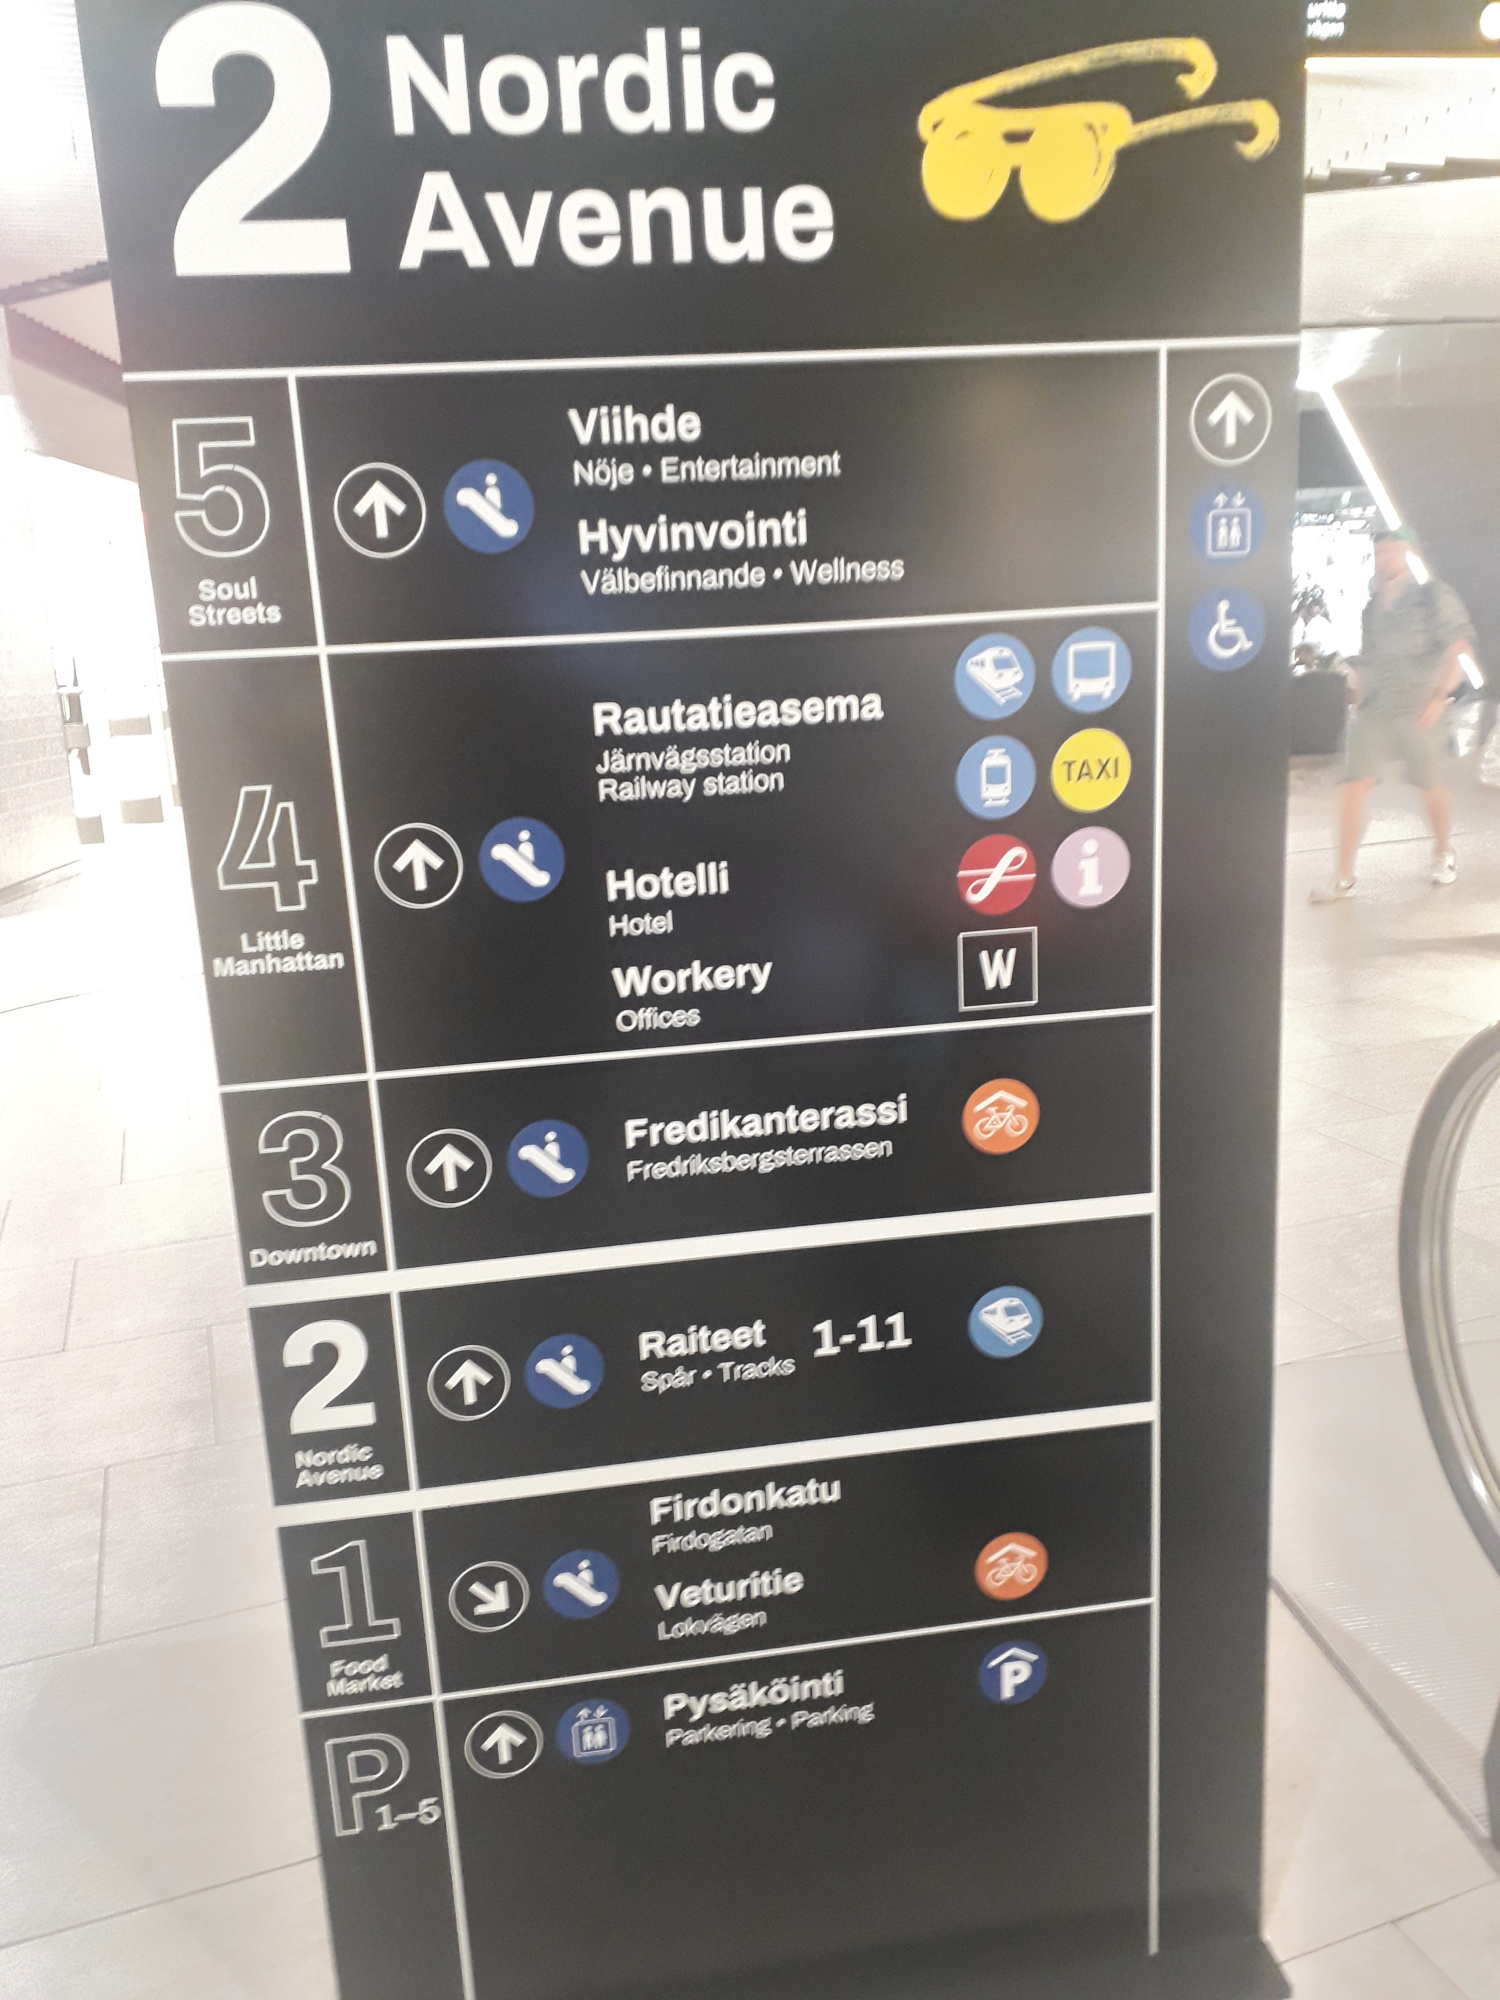 2 Nordic
Avenue
5
Soul
Streets
Viihde
Nöje • Entertainment
Hyvinvointi
Välbefinnande • Wellness
4
Little
Manhattan
Rautatieasema
Järnvägsstation
Railway station
TAXI
i
Hotelli
Hotel
Workery
Offices
W
3
Downtown
Fredikanterassi
Fredriksbergsterrassen
2
Nordic
Avenue
Raiteet 1-11
Spår • Tracks
1
Food
Market
Firdonkatu
Firdogatan
Veturitie
Lokvägen
P 1–5
Pysäköinti
Parkering • Parking
P